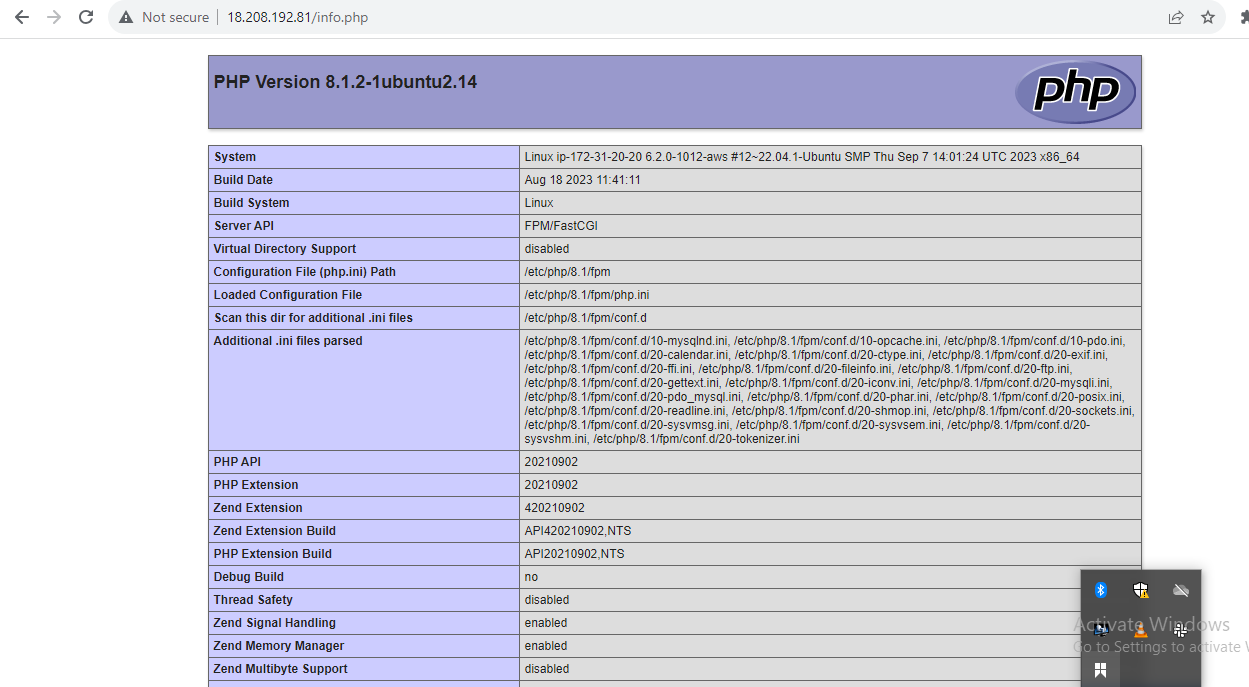 Not secure | 18.208.192.81/info.php
PHP Version 8.1.2-1ubuntu2.14
php
System Linux ip-172-31-20-20 6.2.0-1012-aws #12~22.04.1-Ubuntu SMP Thu Sep 7 14:01:24 UTC 2023 x86_64
Build Date Aug 18 2023 11:41:11
Build System Linux
Server API FPM/FastCGI
Virtual Directory Support disabled
Configuration File (php.ini) Path /etc/php/8.1/fpm
Loaded Configuration File /etc/php/8.1/fpm/php.ini
Scan this dir for additional .ini files /etc/php/8.1/fpm/conf.d
Additional .ini files parsed /etc/php/8.1/fpm/conf.d/10-mysqlnd.ini, /etc/php/8.1/fpm/conf.d/10-opcache.ini, /etc/php/8.1/fpm/conf.d/10-pdo.ini,
/etc/php/8.1/fpm/conf.d/20-calendar.ini, /etc/php/8.1/fpm/conf.d/20-ctype.ini, /etc/php/8.1/fpm/conf.d/20-exif.ini,
/etc/php/8.1/fpm/conf.d/20-ffi.ini, /etc/php/8.1/fpm/conf.d/20-fileinfo.ini, /etc/php/8.1/fpm/conf.d/20-ftp.ini,
/etc/php/8.1/fpm/conf.d/20-gettext.ini, /etc/php/8.1/fpm/conf.d/20-iconv.ini, /etc/php/8.1/fpm/conf.d/20-mysqli.ini,
/etc/php/8.1/fpm/conf.d/20-pdo_mysql.ini, /etc/php/8.1/fpm/conf.d/20-phar.ini, /etc/php/8.1/fpm/conf.d/20-posix.ini,
/etc/php/8.1/fpm/conf.d/20-readline.ini, /etc/php/8.1/fpm/conf.d/20-shmop.ini, /etc/php/8.1/fpm/conf.d/20-sockets.ini,
/etc/php/8.1/fpm/conf.d/20-sysvmsg.ini, /etc/php/8.1/fpm/conf.d/20-sysvsem.ini, /etc/php/8.1/fpm/conf.d/20-
sysvshm.ini, /etc/php/8.1/fpm/conf.d/20-tokenizer.ini
PHP API 20210902
PHP Extension 20210902
Zend Extension 420210902
Zend Extension Build API420210902,NTS
PHP Extension Build API20210902,NTS
Debug Build no
Thread Safety disabled
Zend Signal Handling enabled
Zend Memory Manager enabled
Zend Multibyte Support disabled
Activate Windows
Go to Settings to activate